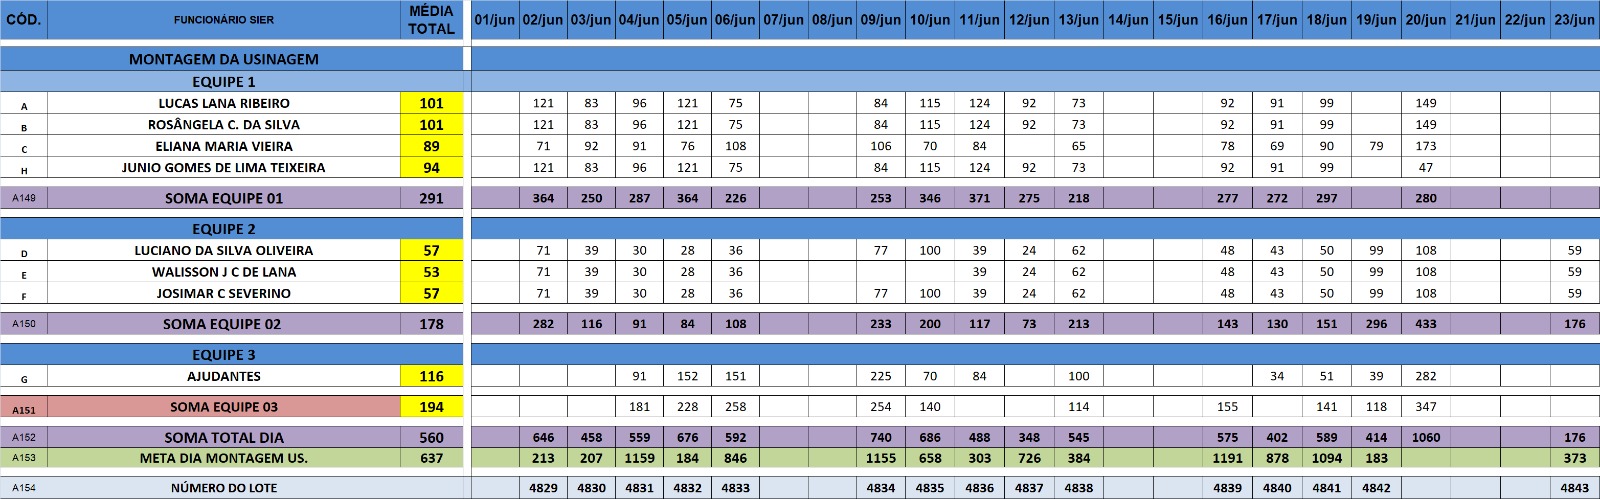 CÓD. FUNCIONÁRIO SIER MÉDIA TOTAL 01/jun 02/jun 03/jun 04/jun 05/jun 06/jun 07/jun 08/jun 09/jun 10/jun 11/jun 12/jun 13/jun 14/jun 15/jun 16/jun 17/jun 18/jun 19/jun 20/jun 21/jun 22/jun 23/jun
MONTAGEM DA USINAGEM
EQUIPE 1
A LUCAS LANA RIBEIRO 101 121 83 96 121 75 84 115 124 92 73 92 91 99 149
B ROSÂNGELA C. DA SILVA 101 121 83 96 121 75 84 115 124 92 73 92 91 99 149
C ELIANA MARIA VIEIRA 89 71 92 91 76 108 106 70 84 65 78 69 90 79 173
H JUNIO GOMES DE LIMA TEIXEIRA 94 121 83 96 121 75 84 115 124 92 73 92 91 99 47
A149 SOMA EQUIPE 01 291 364 250 287 364 226 253 346 371 275 218 277 272 297 280
EQUIPE 2
D LUCIANO DA SILVA OLIVEIRA 57 71 39 30 28 36 77 100 39 24 62 48 43 50 99 108 59
E WALISSON J C DE LANA 53 71 39 30 28 36 39 24 62 48 43 50 99 108 59
F JOSIMAR C SEVERINO 57 71 39 30 28 36 77 100 39 24 62 48 43 50 99 108 59
A150 SOMA EQUIPE 02 178 282 116 91 84 108 233 200 117 73 213 143 130 151 296 433 176
EQUIPE 3
G AJUDANTES 116 91 152 151 225 70 84 100 34 51 39 282
A151 SOMA EQUIPE 03 194 181 228 258 254 140 114 155 141 118 347
A152 SOMA TOTAL DIA 560 646 458 559 676 592 740 686 488 348 545 575 402 589 414 1060 176
A153 META DIA MONTAGEM US. 637 213 207 1159 184 846 1155 658 303 726 384 1191 878 1094 183 373
A154 NÚMERO DO LOTE 4829 4830 4831 4832 4833 4834 4835 4836 4837 4838 4839 4840 4841 4842 4843